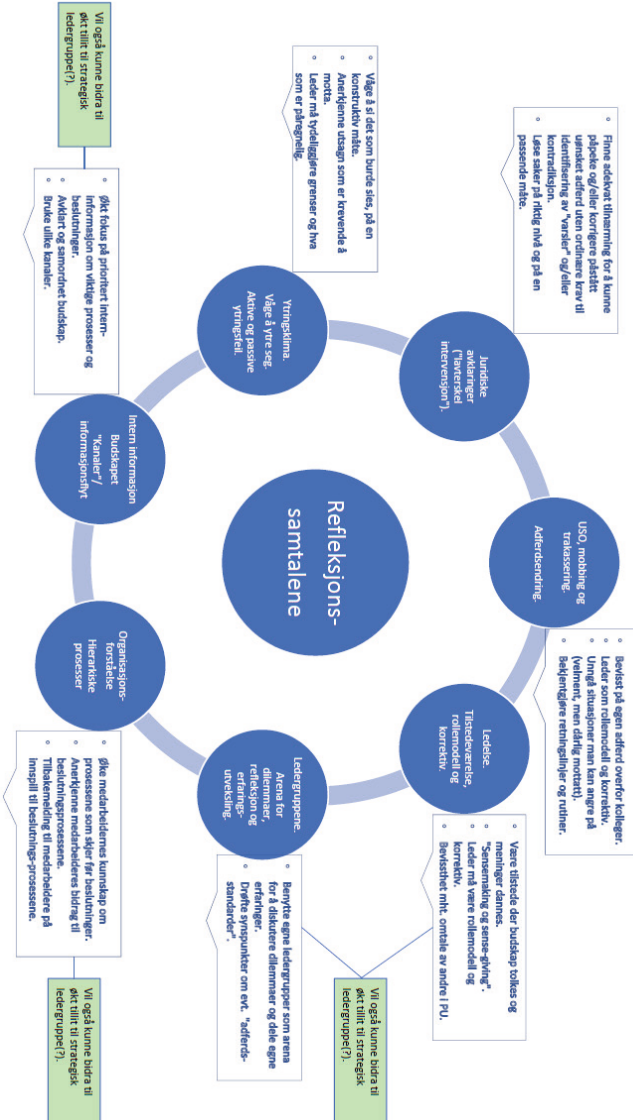 Refleksjons-
samtalene
USO, mobbing og
trakassering.
Adferdsendring.
Bevisst på egen adferd overfor kolleger.
Leder som rollemodell og korrektiv.
Unngå situasjoner man kan angre på
(velment, men dårlig mottatt).
Bekjentgjøre retningslinjer og rutiner.
Ledelse.
Tilstedeværelse,
rollemodell og
korrektiv.
Være tilstede der budskap tolkes og
meninger dannes.
"Sensemaking og sense-giving".
Leder må være rollemodell og
korrektiv.
Bevissthet mht. omtale av andre i PU.
Ledergruppene.
Arena for
dilemmaer,
refleksjon og
erfarings-
utveksling.
Benytte egne ledergrupper som arena
for å diskutere dilemmaer og dele egne
erfaringer.
Drøfte synspunkter om evt. "adferds-
standarder".
Vil også kunne bidra til
økt tillit til strategisk
ledergruppe(?).
Organisasjons-
forståelse
Hierarkiske
prosesser
Øke medarbeidernes kunnskap om
prosessene som skjer før beslutninger.
Anerkjenne medarbeideres bidrag til
beslutningsprosessene.
Tilbakemelding til medarbeidere på
innspill til beslutnings-prosessene.
Vil også kunne bidra til
økt tillit til strategisk
ledergruppe(?).
Intern informasjon
Budskapet
"Kanaler"/
informasjonsflyt
Økt fokus på prioritert intern-
informasjon om viktige prosesser og
beslutninger.
Avklart og samordnet budskap.
Bruke ulike kanaler.
Vil også kunne bidra til
økt tillit til strategisk
ledergruppe(?).
Ytringsklima.
Våge å ytre seg.
Aktive og passive
ytringsfeil.
Våge å si det som burde sies, på en
konstruktiv måte.
Anerkjenne utsagn som er krevende å
motta.
Leder må tydeliggjøre grenser og hva
som er påregnelig.
Juridiske
avklaringer
("lavterskel
intervensjon").
Finne adekvat tilnærming for å kunne
påpeke og/eller korrigere påstått
uønsket adferd uten ordinære krav til
identifisering av "varsler" og/eller
kontradiksjon.
Løse saker på riktig nivå og på en
passende måte.